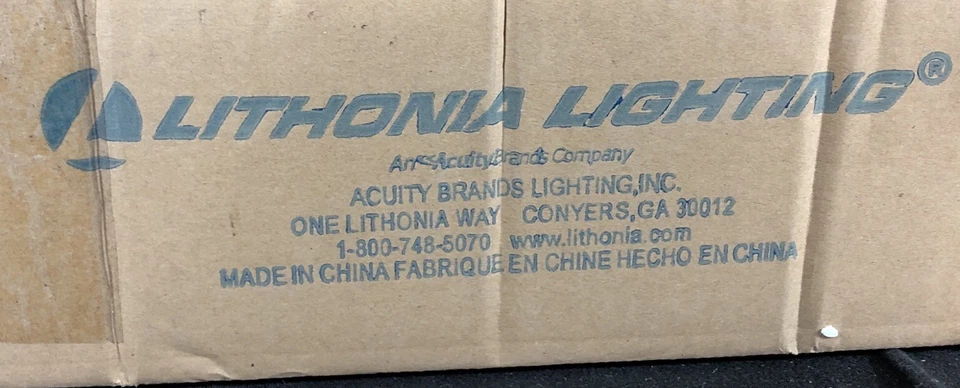 LITHONIA LIGHTING®
An Acuity Brands Company
ACUITY BRANDS LIGHTING,INC.
ONE LITHONIA WAY CONYERS,GA 30012
1-800-748-5070 www.lithonia.com
MADE IN CHINA FABRIQUE EN CHINE HECHO EN CHINA